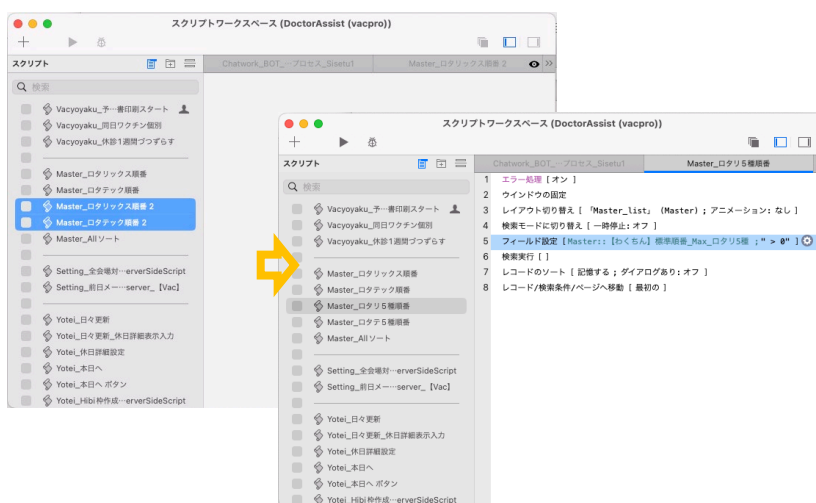 スクリプトワークスペース (DoctorAssist (vacpro))
スクリプト
Chatwork_BOT_…プロセス_Sisetu1
Master_ロタリックス順番 2
検索
Vacyoyaku_予…書印刷スタート
Vacyoyaku_同日ワクチン個別
Vacyoyaku_休診1週間づつずらす
Master_ロタリックス順番
Master_ロタテック順番
Master_ロタリックス順番 2
Master_ロタテック順番 2
Master_Allソート
Setting_全会場対…erverSideScript
Setting_前日メー…server_【Vac】
Yotei_日々更新
Yotei_日々更新_休日詳細表示入力
Yotei_休日詳細設定
Yotei_本日へ
Yotei_本日へ ボタン
Yotei_Hibi枠作成…erverSideScript
スクリプトワークスペース (DoctorAssist (vacpro))
スクリプト
Chatwork_BOT_…プロセス_Sisetu1
Master_ロタリ5種順番
検索
Vacyoyaku_予…書印刷スタート
Vacyoyaku_同日ワクチン個別
Vacyoyaku_休診1週間づつずらす
Master_ロタリックス順番
Master_ロタテック順番
Master_ロタリ5種順番
Master_ロタテ5種順番
Master_Allソート
Setting_全会場対…erverSideScript
Setting_前日メー…server_【Vac】
Yotei_日々更新
Yotei_日々更新_休日詳細表示入力
Yotei_休日詳細設定
Yotei_本日へ
Yotei_本日へ ボタン
Yotei_Hibi枠作成…erverSideScript
1 エラー処理 [ オン ]
2 ウインドウの固定
3 レイアウト切り替え [ 「Master_list」 (Master) ; アニメーション: なし ]
4 検索モードに切り替え [ 一時停止: オフ ]
5 フィールド設定 [ Master::【わくちん】標準順番_Max_ロタリ5種 ; " > 0" ]
6 検索実行 [ ]
7 レコードのソート [ 記憶する ; ダイアログあり: オフ ]
8 レコード/検索条件/ページへ移動 [ 最初の ]